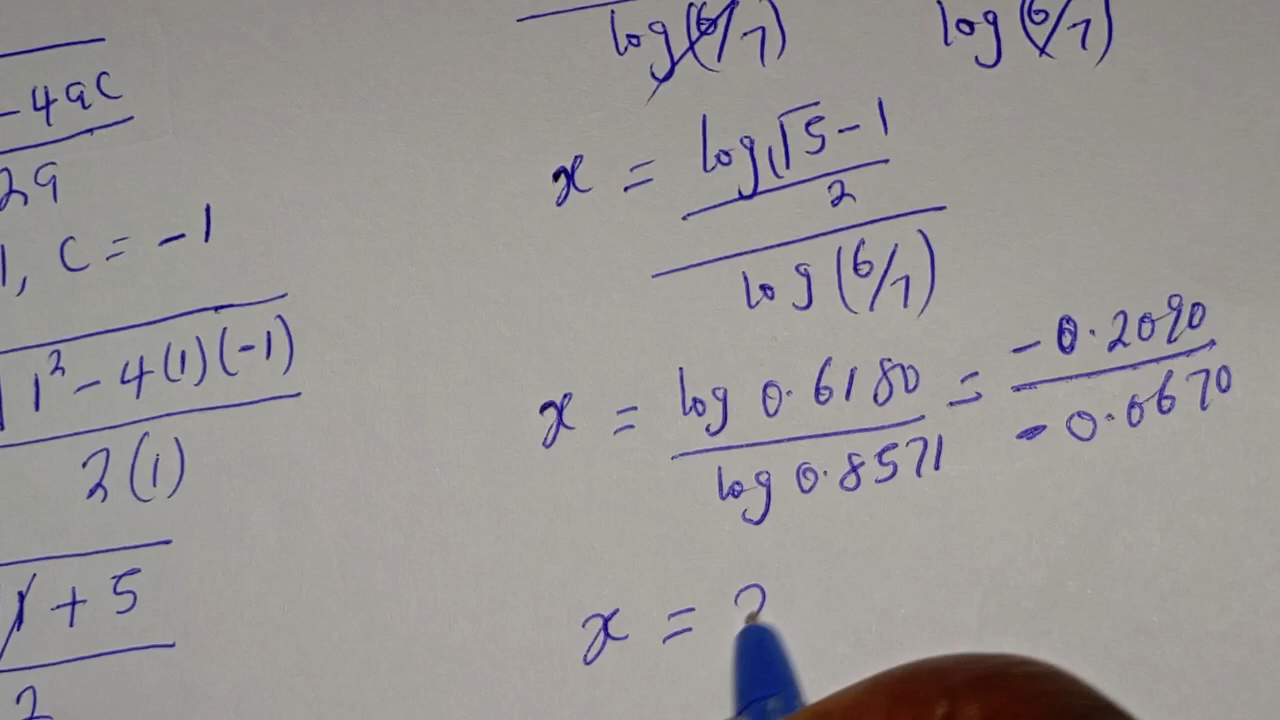 -4ac
2a
1, c = -1
1² - 4(1)(-1)
2(1)
1 + 5
2
log(6/7) log(6/7)
x = log(√5 - 1
2
log(6/7)
x = log 0.6180 = -0.2090
log 0.8571 -0.0670
x =